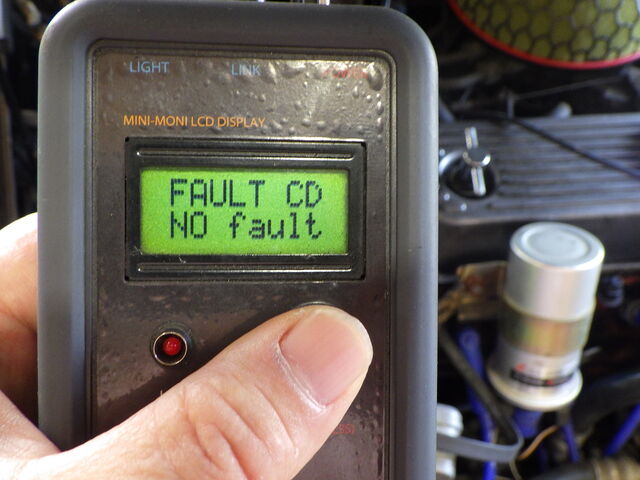 LIGHT LINK
MINI-MONI LCD DISPLAY
FAULT CD
NO fault